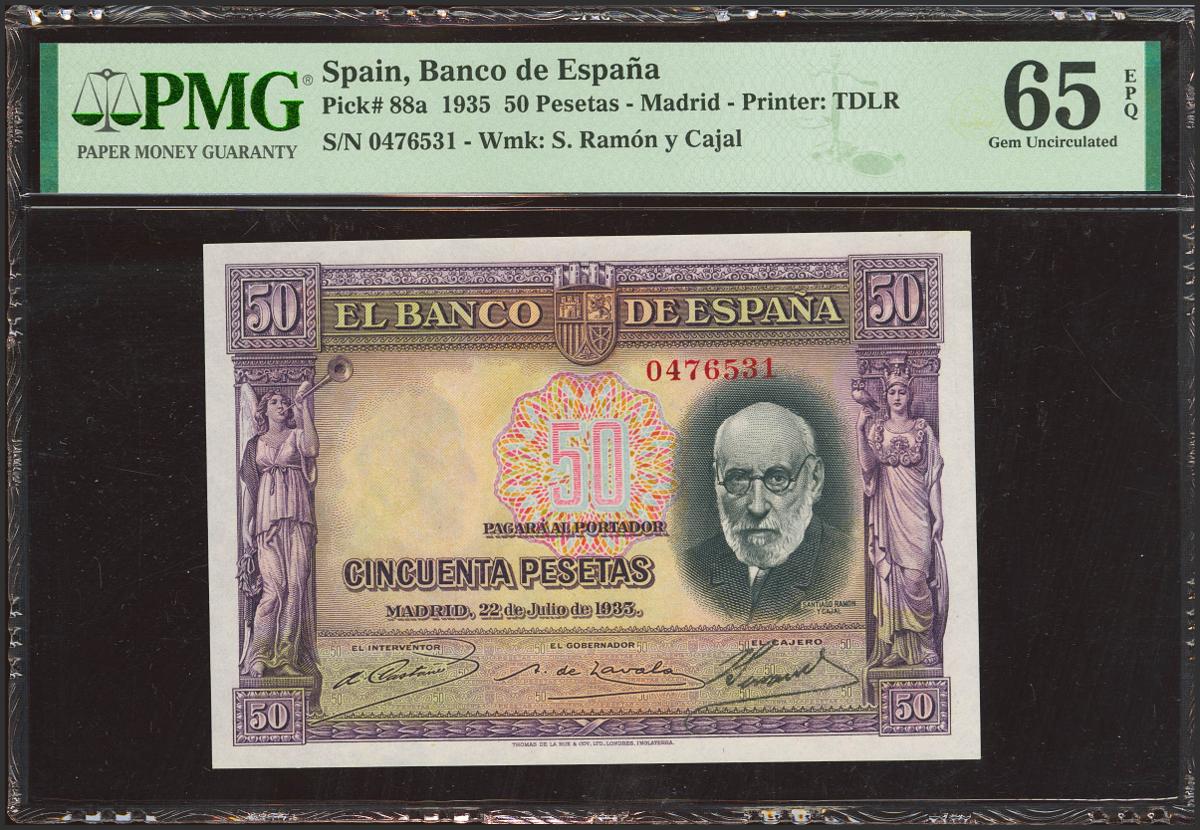 PMG®
PAPER MONEY GUARANTY
Spain, Banco de España
Pick# 88a 1935 50 Pesetas - Madrid - Printer: TDLR
S/N 0476531 - Wmk: S. Ramón y Cajal
65
EPQ
Gem Uncirculated
50
EL BANCO DE ESPAÑA
50
0476531
50
PAGARÁ AL PORTADOR
CINCUENTA PESETAS
MADRID, 22 de Julio de 1935.
SANTIAGO RAMON
Y CAJAL
EL INTERVENTOR
EL GOBERNADOR
EL CAJERO
50
50
THOMAS DE LA RUE & COY, LTD., LONDRES, INGLATERRA.